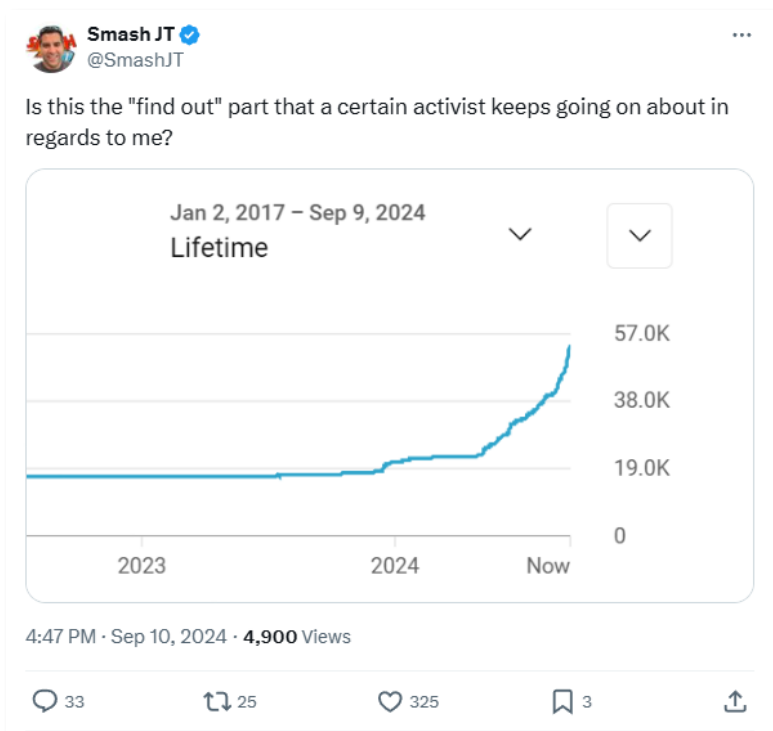 Smash JT
@SmashJT
Is this the "find out" part that a certain activist keeps going on about in
regards to me?
Jan 2, 2017 – Sep 9, 2024
Lifetime
57.0K
38.0K
19.0K
0
2023 2024 Now
4:47 PM · Sep 10, 2024 · 4,900 Views
33 25 325 3